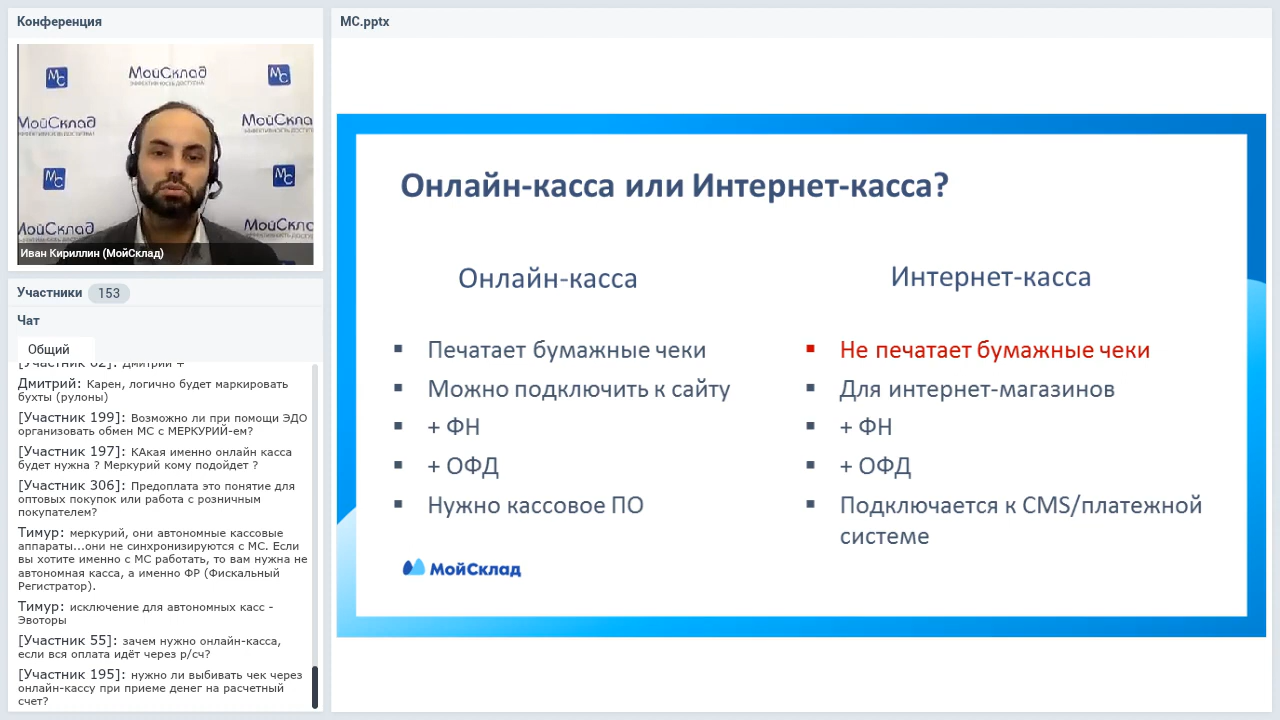 Конференция
МойСклад
МойСклад
МойСклад
МойСклад
МойСклад
Иван Кириллин (МойСклад)
Участники 153
Чат
Общий
[Участник 62]: Дмитрий +
Дмитрий: Карен, логично будет маркировать
бухты (рулоны)
[Участник 199]: Возможно ли при помощи ЭДО
организовать обмен МС с МЕРКУРИЙ-ем?
[Участник 197]: КАкая именно онлайн касса
будет нужна ? Меркурий кому подойдет ?
[Участник 306]: Предоплата это понятие для
оптовых покупок или работа с розничным
покупателем?
Тимур: меркурий, они автономные кассовые
аппараты...они не синхронизируются с МС. Если
вы хотите именно с МС работать, то вам нужна не
автономная касса, а именно ФР (Фискальный
Регистратор).
Тимур: исключение для автономных касс -
Эвоторы
[Участник 55]: зачем нужно онлайн-касса,
если вся оплата идёт через р/сч?
[Участник 195]: нужно ли выбивать чек через
онлайн-кассу при приеме денег на расчетный
счет?
МС.pptx
Онлайн-касса или Интернет-касса?
Онлайн-касса
Печатает бумажные чеки
Можно подключить к сайту
+ ФН
+ ОФД
Нужно кассовое ПО
Интернет-касса
Не печатает бумажные чеки
Для интернет-магазинов
+ ФН
+ ОФД
Подключается к CMS/платежной
системе
МойСклад